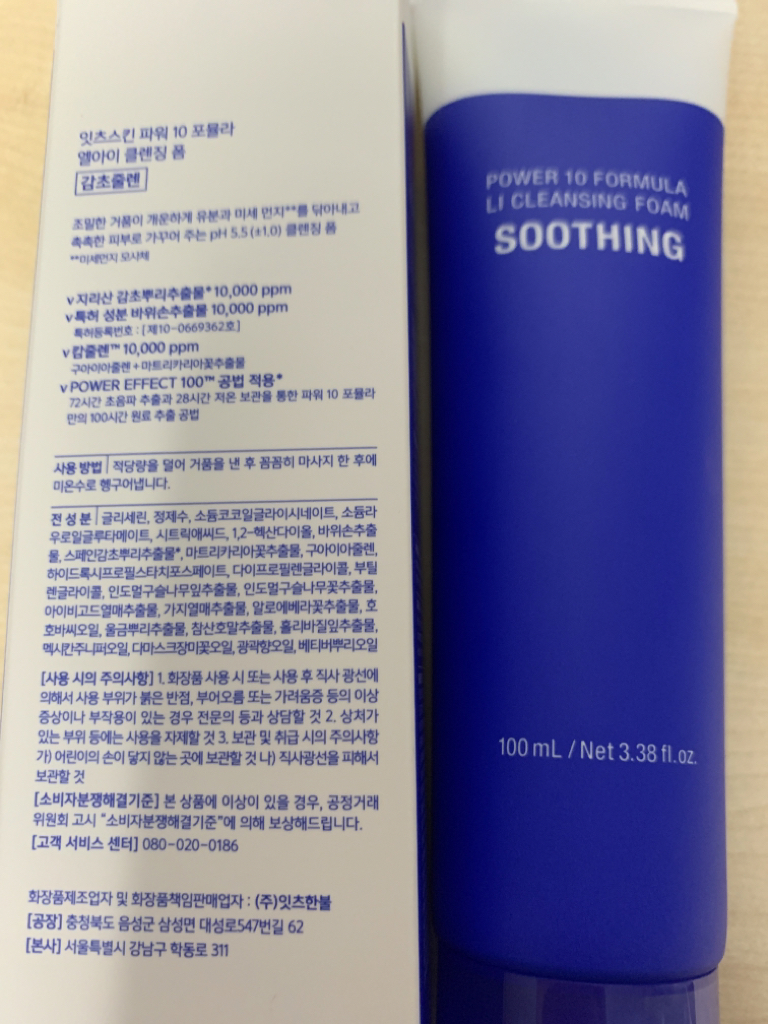 잇츠스킨 파워 10 포뮬라
엘아이 클렌징 폼
감초줄렌
조밀한 거품이 개운하게 유분과 미세 먼지**를 닦아내고
촉촉한 피부로 가꾸어 주는 pH 5.5 (±1.0) 클렌징 폼
**미세먼지 모사체
v 지리산 감초뿌리추출물* 10,000 ppm
v 특허 성분 바위손추출물 10,000 ppm
특허등록번호 : [제10-0669362호]
v 캄줄렌™ 10,000 ppm
구아이아줄렌 + 마트리카리아꽃추출물
v POWER EFFECT 100™ 공법 적용*
72시간 초음파 추출과 28시간 저온 보관을 통한 파워 10 포뮬라
만의 100시간 원료 추출 공법
사용 방법 | 적당량을 덜어 거품을 낸 후 꼼꼼히 마사지 한 후에
미온수로 헹구어냅니다.
전 성 분 | 글리세린, 정제수, 소듐코코일글라이시네이트, 소듐라
우로일글루타메이트, 시트릭애씨드, 1,2-헥산다이올, 바위손추출
물, 스페인감초뿌리추출물*, 마트리카리아꽃추출물, 구아이아줄렌,
하이드록시프로필스타치포스페이트, 다이프로필렌글라이콜, 부틸
렌글라이콜, 인도멀구슬나무잎추출물, 인도멀구슬나무꽃추출물,
아이비고드열매추출물, 가지열매추출물, 알로에베라꽃추출물, 호
호바씨오일, 울금뿌리추출물, 참산호말추출물, 홀리바질잎추출물,
멕시칸주니퍼오일, 다마스크장미꽃오일, 광곽향오일, 베티버뿌리오일
[사용 시의 주의사항] 1. 화장품 사용 시 또는 사용 후 직사 광선에
의해서 사용 부위가 붉은 반점, 부어오름 또는 가려움증 등의 이상
증상이나 부작용이 있는 경우 전문의 등과 상담할 것 2. 상처가
있는 부위 등에는 사용을 자제할 것 3. 보관 및 취급 시의 주의사항
가) 어린이의 손이 닿지 않는 곳에 보관할 것 나) 직사광선을 피해서
보관할 것
[소비자분쟁해결기준] 본 상품에 이상이 있을 경우, 공정거래
위원회 고시 "소비자분쟁해결기준"에 의해 보상해드립니다.
[고객 서비스 센터] 080-020-0186
화장품제조업자 및 화장품책임판매업자 : (주)잇츠한불
[공장] 충청북도 음성군 삼성면 대성로547번길 62
[본사] 서울특별시 강남구 학동로 311
POWER 10 FORMULA
LI CLEANSING FOAM
SOOTHING
100 mL / Net 3.38 fl.oz.